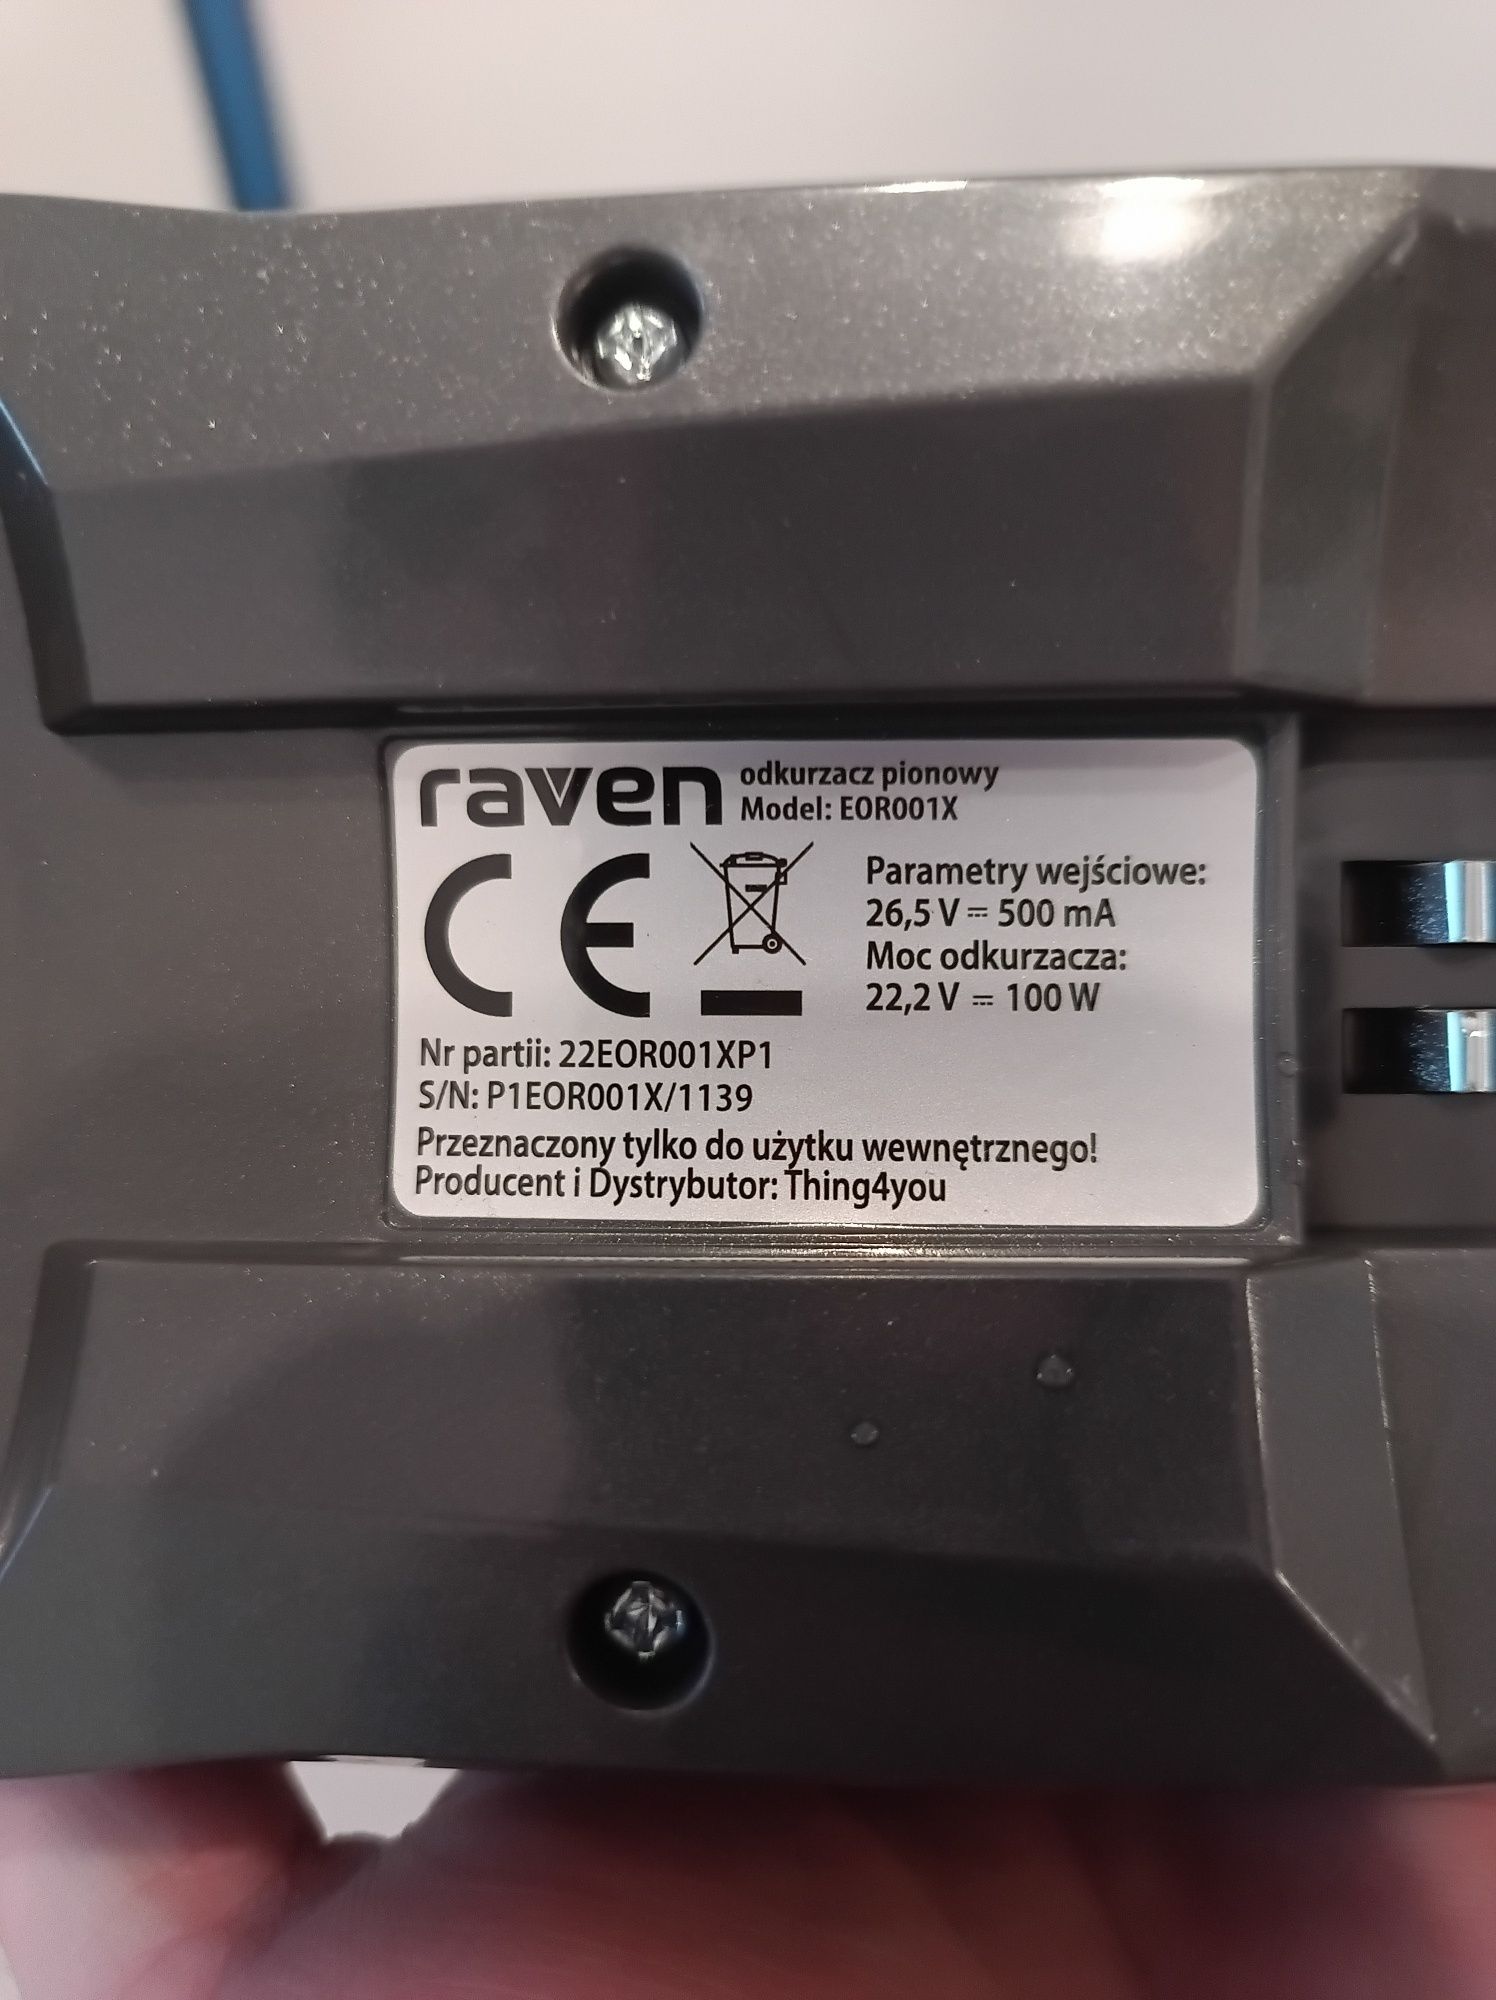 raven
odkurzacz pionowy
Model: EOR001X
CE
Parametry wejściowe:
26,5 V ⎓ 500 mA
Moc odkurzacza:
22,2 V ⎓ 100 W
Nr partii: 22EOR001XP1
S/N: P1EOR001X/1139
Przeznaczony tylko do użytku wewnętrznego!
Producent i Dystrybutor: Thing4you